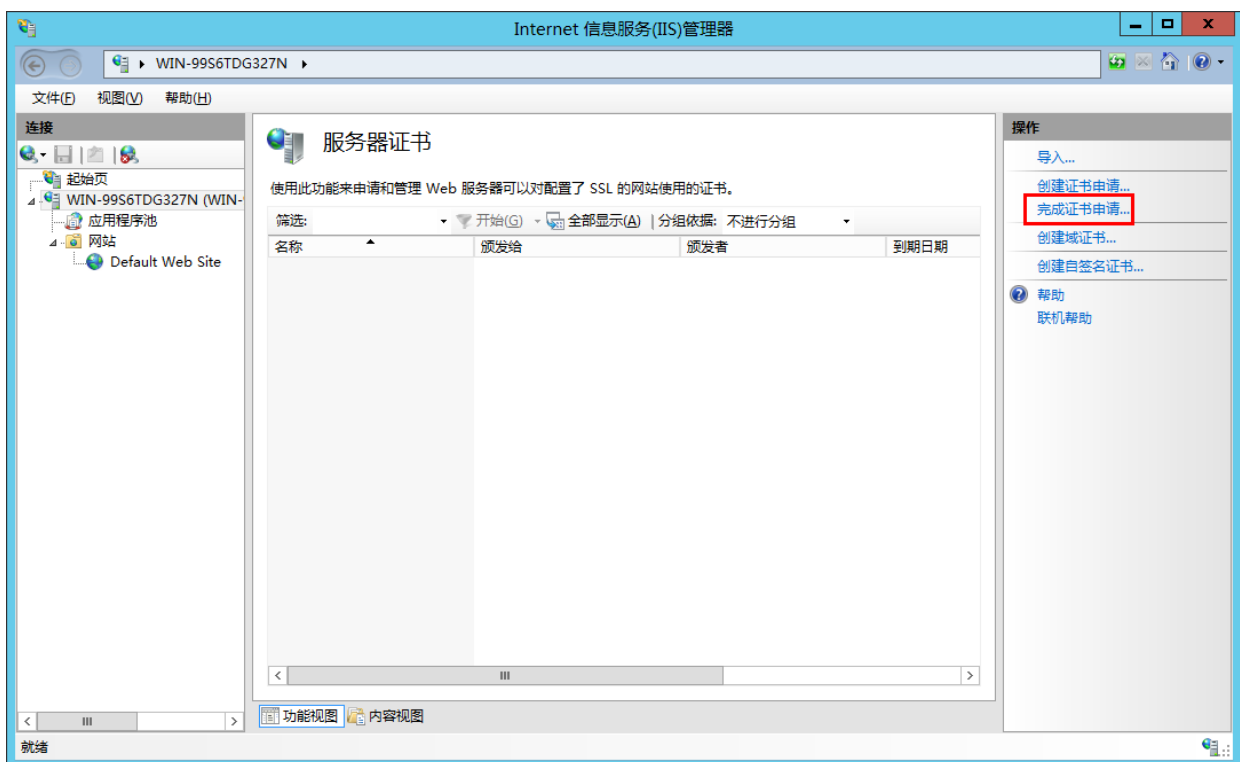 Internet 信息服务(IIS)管理器
WIN-99S6TDG327N
文件(F) 视图(V) 帮助(H)
连接
起始页
WIN-99S6TDG327N (WIN-
应用程序池
网站
Default Web Site
服务器证书
使用此功能来申请和管理 Web 服务器可以对配置了 SSL 的网站使用的证书。
筛选: 开始(G) 全部显示(A) 分组依据: 不进行分组
名称 颁发给 颁发者 到期日期
功能视图 内容视图
操作
导入...
创建证书申请...
完成证书申请...
创建域证书...
创建自签名证书...
帮助
联机帮助
就绪